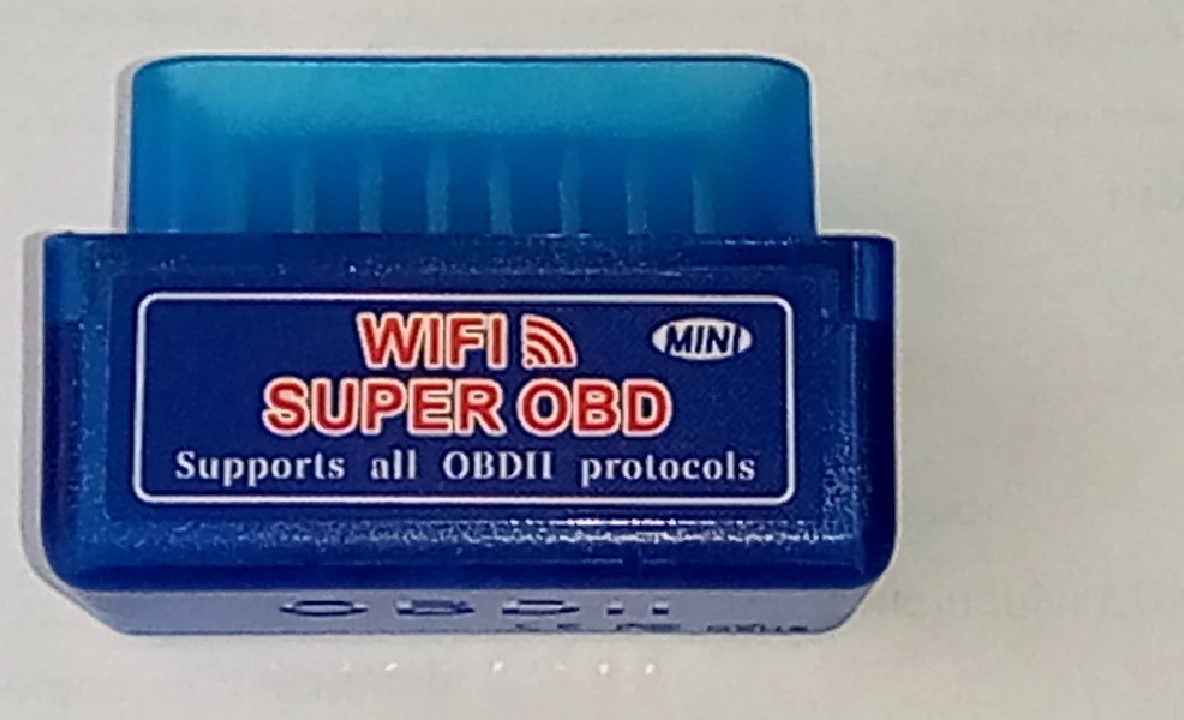 WIFI
MINI
SUPER OBD
Supports all OBDII protocols
OBDII